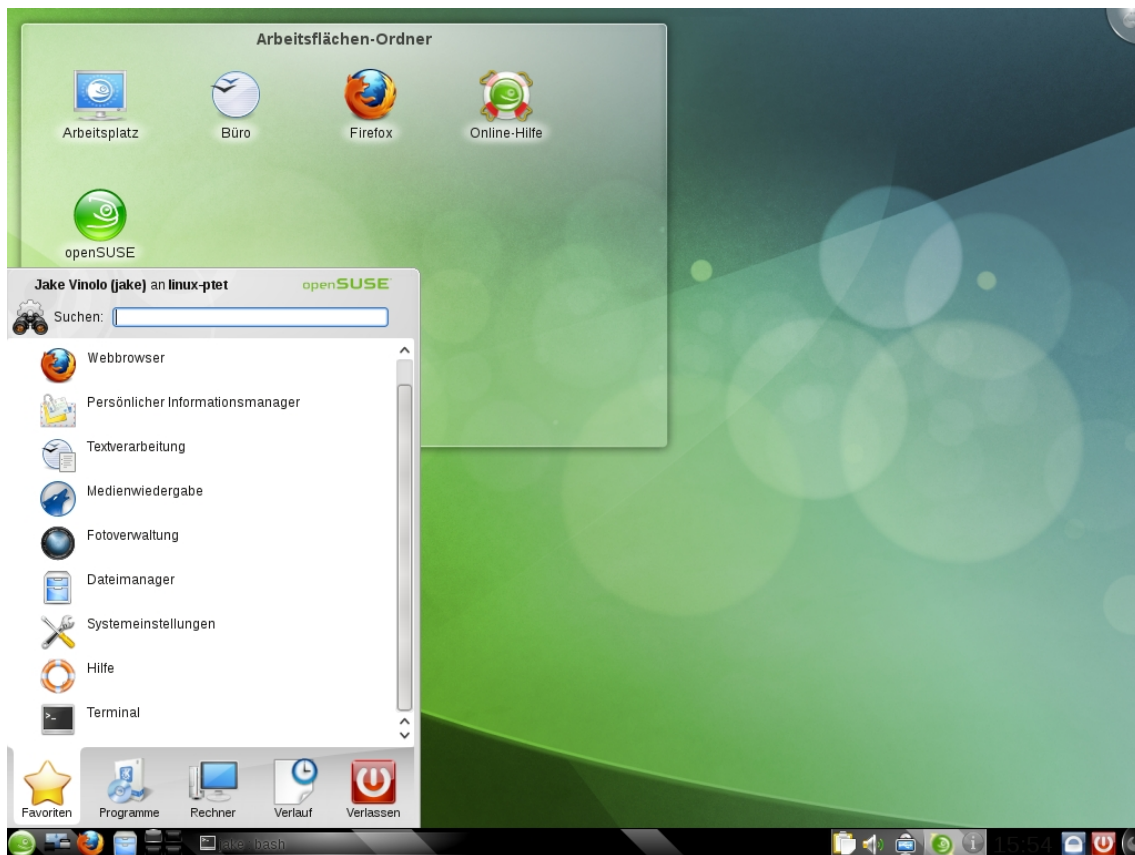 Arbeitsflächen-Ordner
Arbeitsplatz
Büro
Firefox
Online-Hilfe
openSUSE
Jake Vinolo (jake) an linux-ptet
openSUSE
Suchen:
Webbrowser
Persönlicher Informationsmanager
Textverarbeitung
Medienwiedergabe
Fotoverwaltung
Dateimanager
Systemeinstellungen
Hilfe
Terminal
Favoriten
Programme
Rechner
Verlauf
Verlassen
jake : bash
15:54